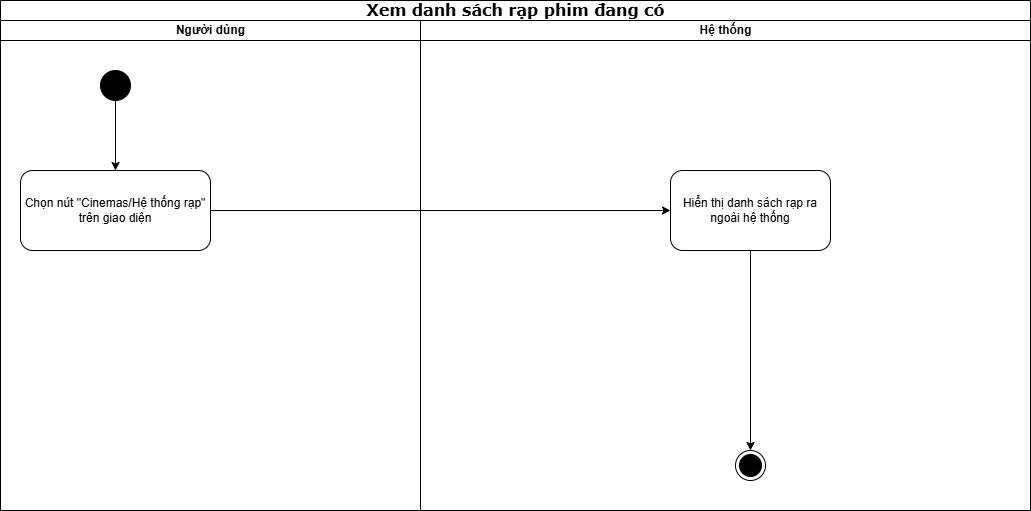 Xem danh sách rạp phim đang có
Người dùng
Hệ thống
Chọn nút "Cinemas/Hệ thống rạp"
trên giao diện
Hiển thị danh sách rạp ra
ngoài hệ thống